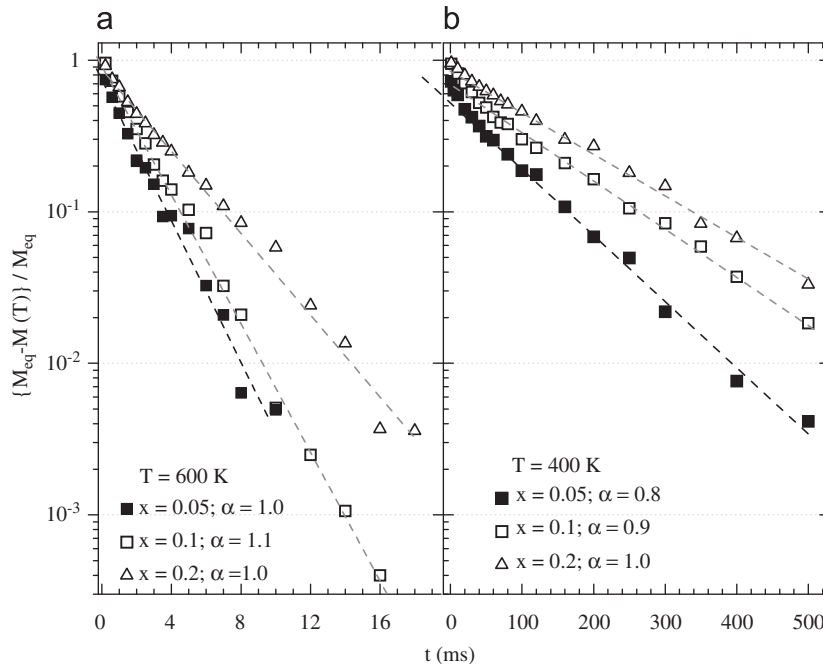 a
b
1
10⁻¹
10⁻²
10⁻³
{M_eq-M (T)} / M_eq
T = 600 K
x = 0.05; α = 1.0
x = 0.1; α = 1.1
x = 0.2; α =1.0
T = 400 K
x = 0.05; α = 0.8
x = 0.1; α = 0.9
x = 0.2; α = 1.0
0 4 8 12 16
0 100 200 300 400 500
t (ms)